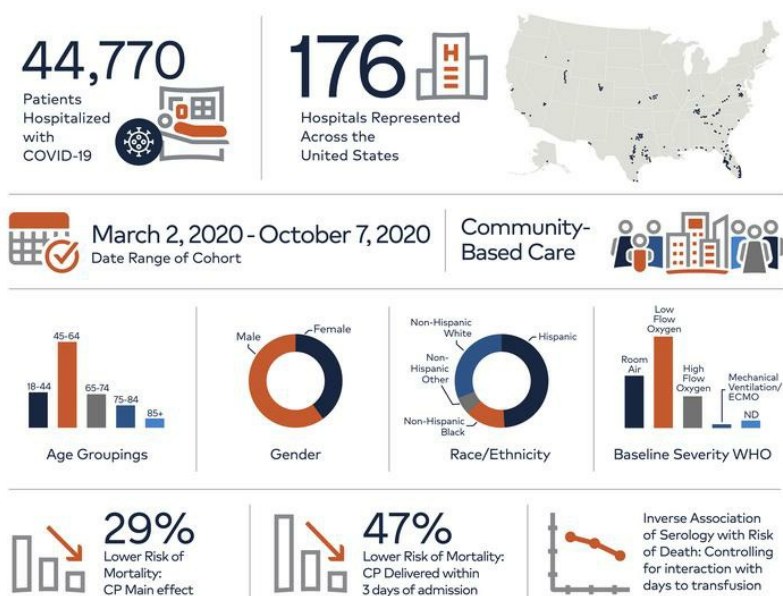 44,770
Patients
Hospitalized
with
COVID-19
176
H
Hospitals Represented
Across the
United States
March 2, 2020 - October 7, 2020
Date Range of Cohort
Community-
Based Care
45-64
18-44
65-74
75-84
85+
Age Groupings
Male
Female
Gender
Non-Hispanic
White
Hispanic
Non-
Hispanic
Other
Non-Hispanic
Black
Race/Ethnicity
Low
Flow
Oxygen
Room
Air
High
Flow
Oxygen
Mechanical
Ventilation/
ECMO
ND
Baseline Severity WHO
29%
Lower Risk of
Mortality:
CP Main effect
47%
Lower Risk of Mortality:
CP Delivered within
3 days of admission
Inverse Association
of Serology with Risk
of Death: Controlling
for interaction with
days to transfusion